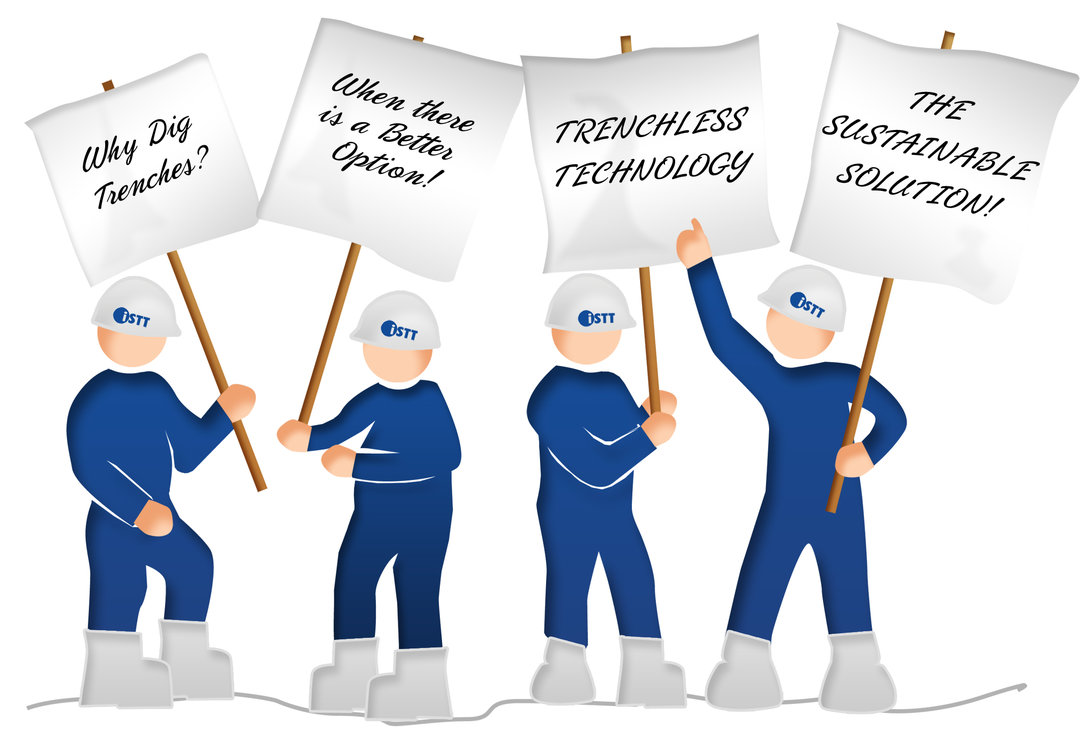 Why Dig
Trenches?
When there
is a Better
Option!
TRENCHLESS
TECHNOLOGY
THE
SUSTAINABLE
SOLUTION!
iSTT
iSTT
iSTT
iSTT